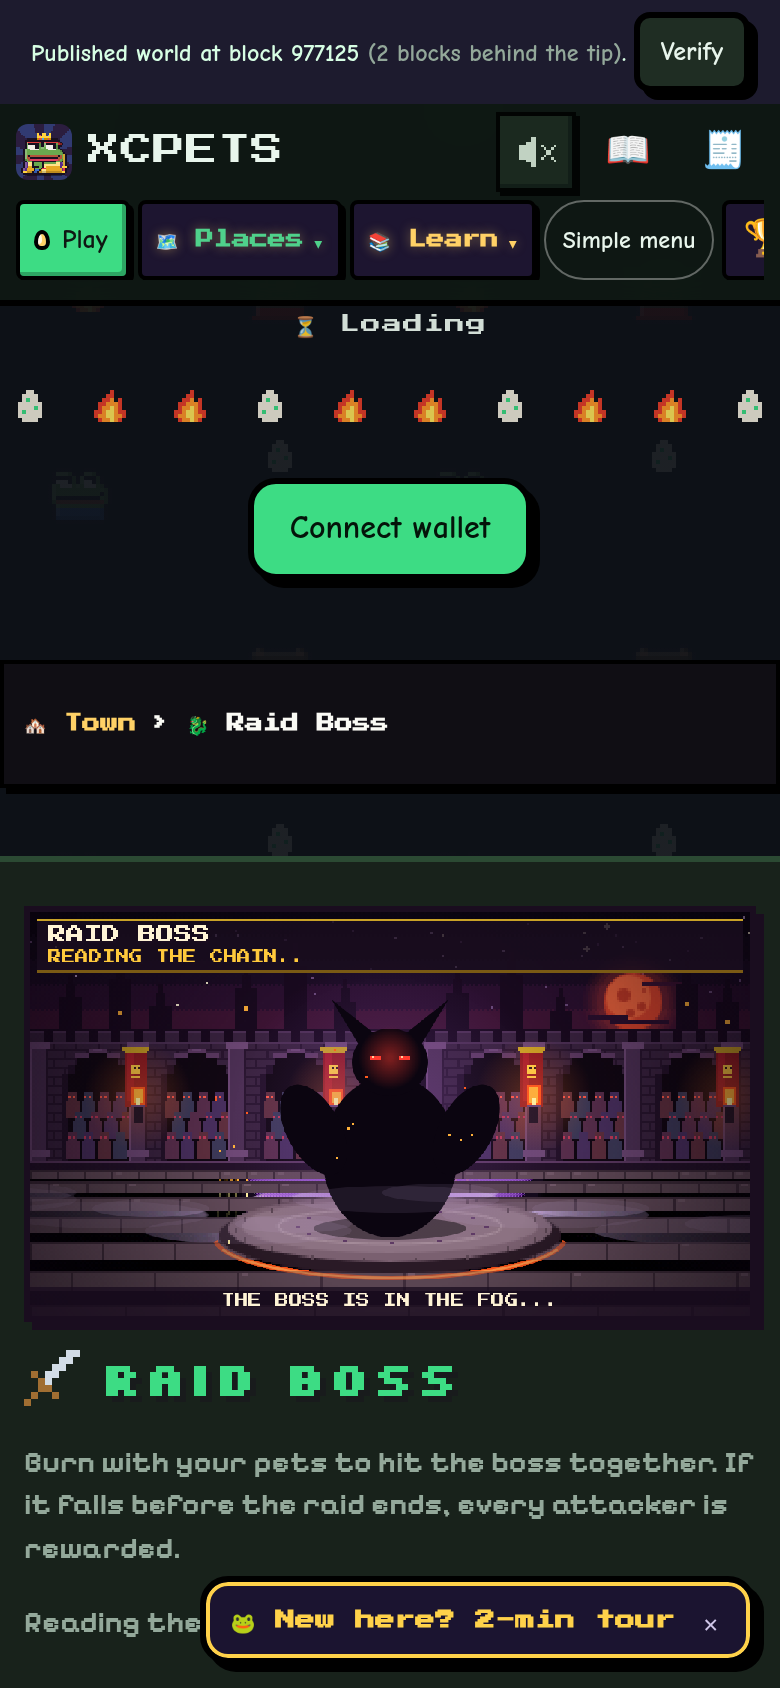 Published world at block 977125 (2 blocks behind the tip).
Verify
XCPETS
Play
Places ▾
Learn ▾
Simple menu
Loading
Connect wallet
Town › Raid Boss
RAID BOSS
READING THE CHAIN..
THE BOSS IS IN THE FOG...
RAID BOSS
Burn with your pets to hit the boss together. If
it falls before the raid ends, every attacker is
rewarded.
Reading the
New here? 2-min tour ×